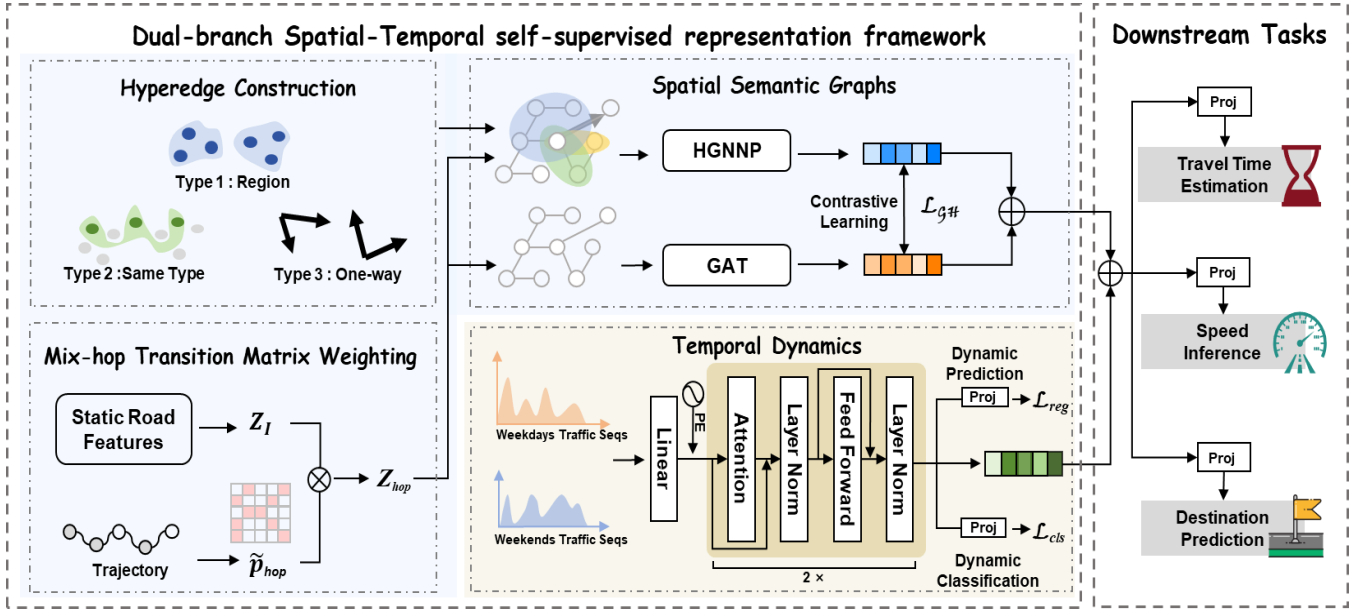 Dual-branch Spatial-Temporal self-supervised representation framework
Hyperedge Construction
Type 1 : Region
Type 2 :Same Type
Type 3 : One-way
Mix-hop Transition Matrix Weighting
Static Road
Features
Z_I
Z_hop
Trajectory
p̃_hop
Spatial Semantic Graphs
HGNNP
Contrastive
Learning
ℒ_𝒢ℋ
GAT
Temporal Dynamics
Weekdays Traffic Seqs
Weekends Traffic Seqs
Linear
PE
Attention
Layer Norm
Feed Forward
Layer Norm
2 ×
Dynamic
Prediction
Proj
ℒ_reg
Proj
ℒ_cls
Dynamic
Classification
Downstream Tasks
Proj
Travel Time
Estimation
Proj
Speed
Inference
Proj
Destination
Prediction